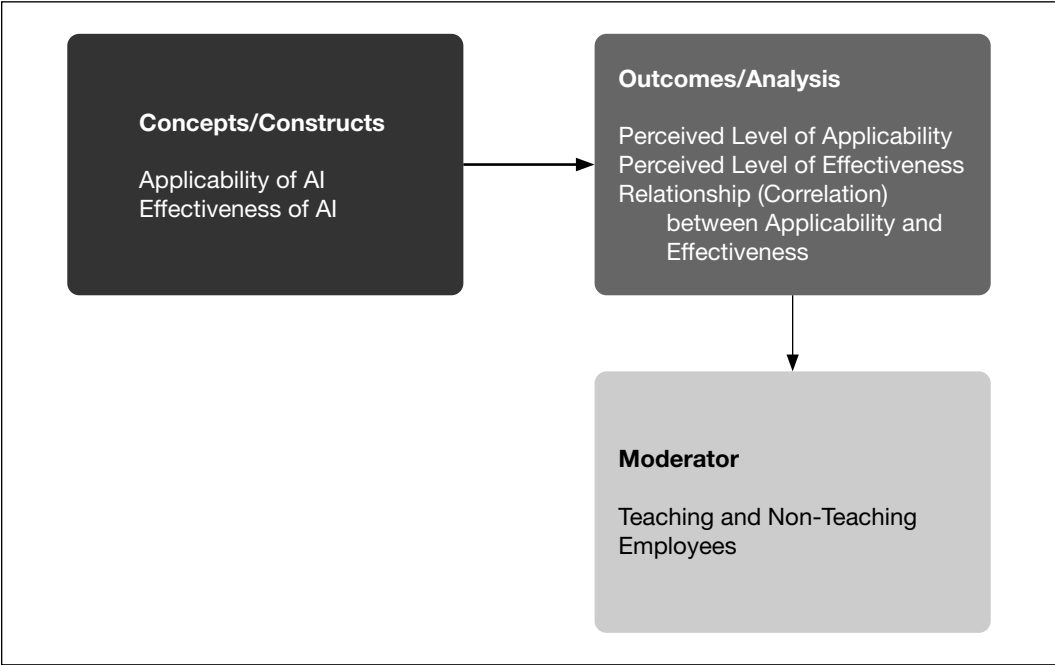 Concepts/Constructs
Applicability of AI
Effectiveness of AI
Outcomes/Analysis
Perceived Level of Applicability
Perceived Level of Effectiveness
Relationship (Correlation)
between Applicability and
Effectiveness
Moderator
Teaching and Non-Teaching
Employees